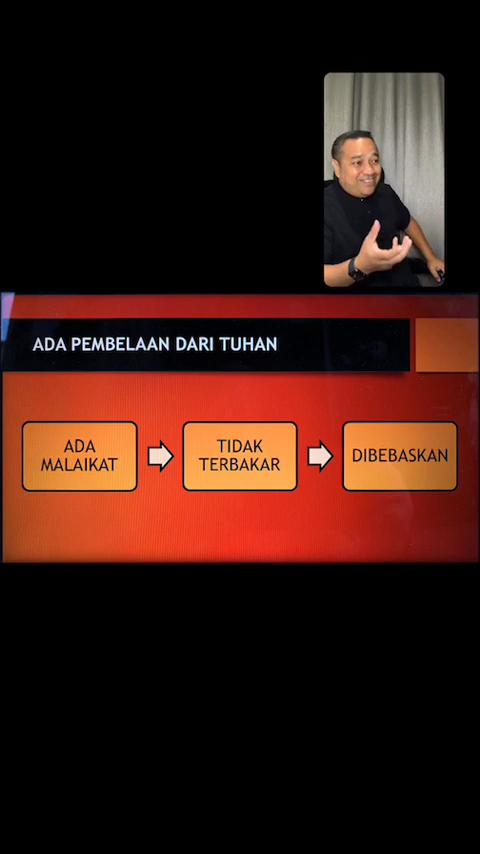 ADA PEMBELAAN DARI TUHAN
ADA
MALAIKAT
TIDAK
TERBAKAR
DIBEBASKAN